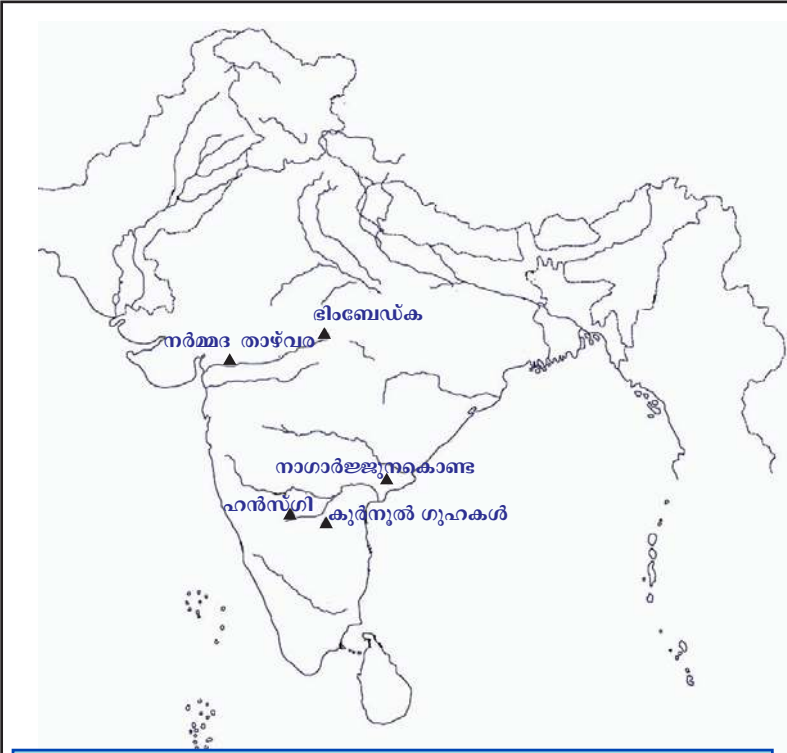 ഭിംബേഡ്ക
നർമ്മദ താഴ്‌വര
നാഗാർജ്ജുനകൊണ്ട
ഹൻസ്ഗി
കുർനൂൽ ഗുഹകൾ